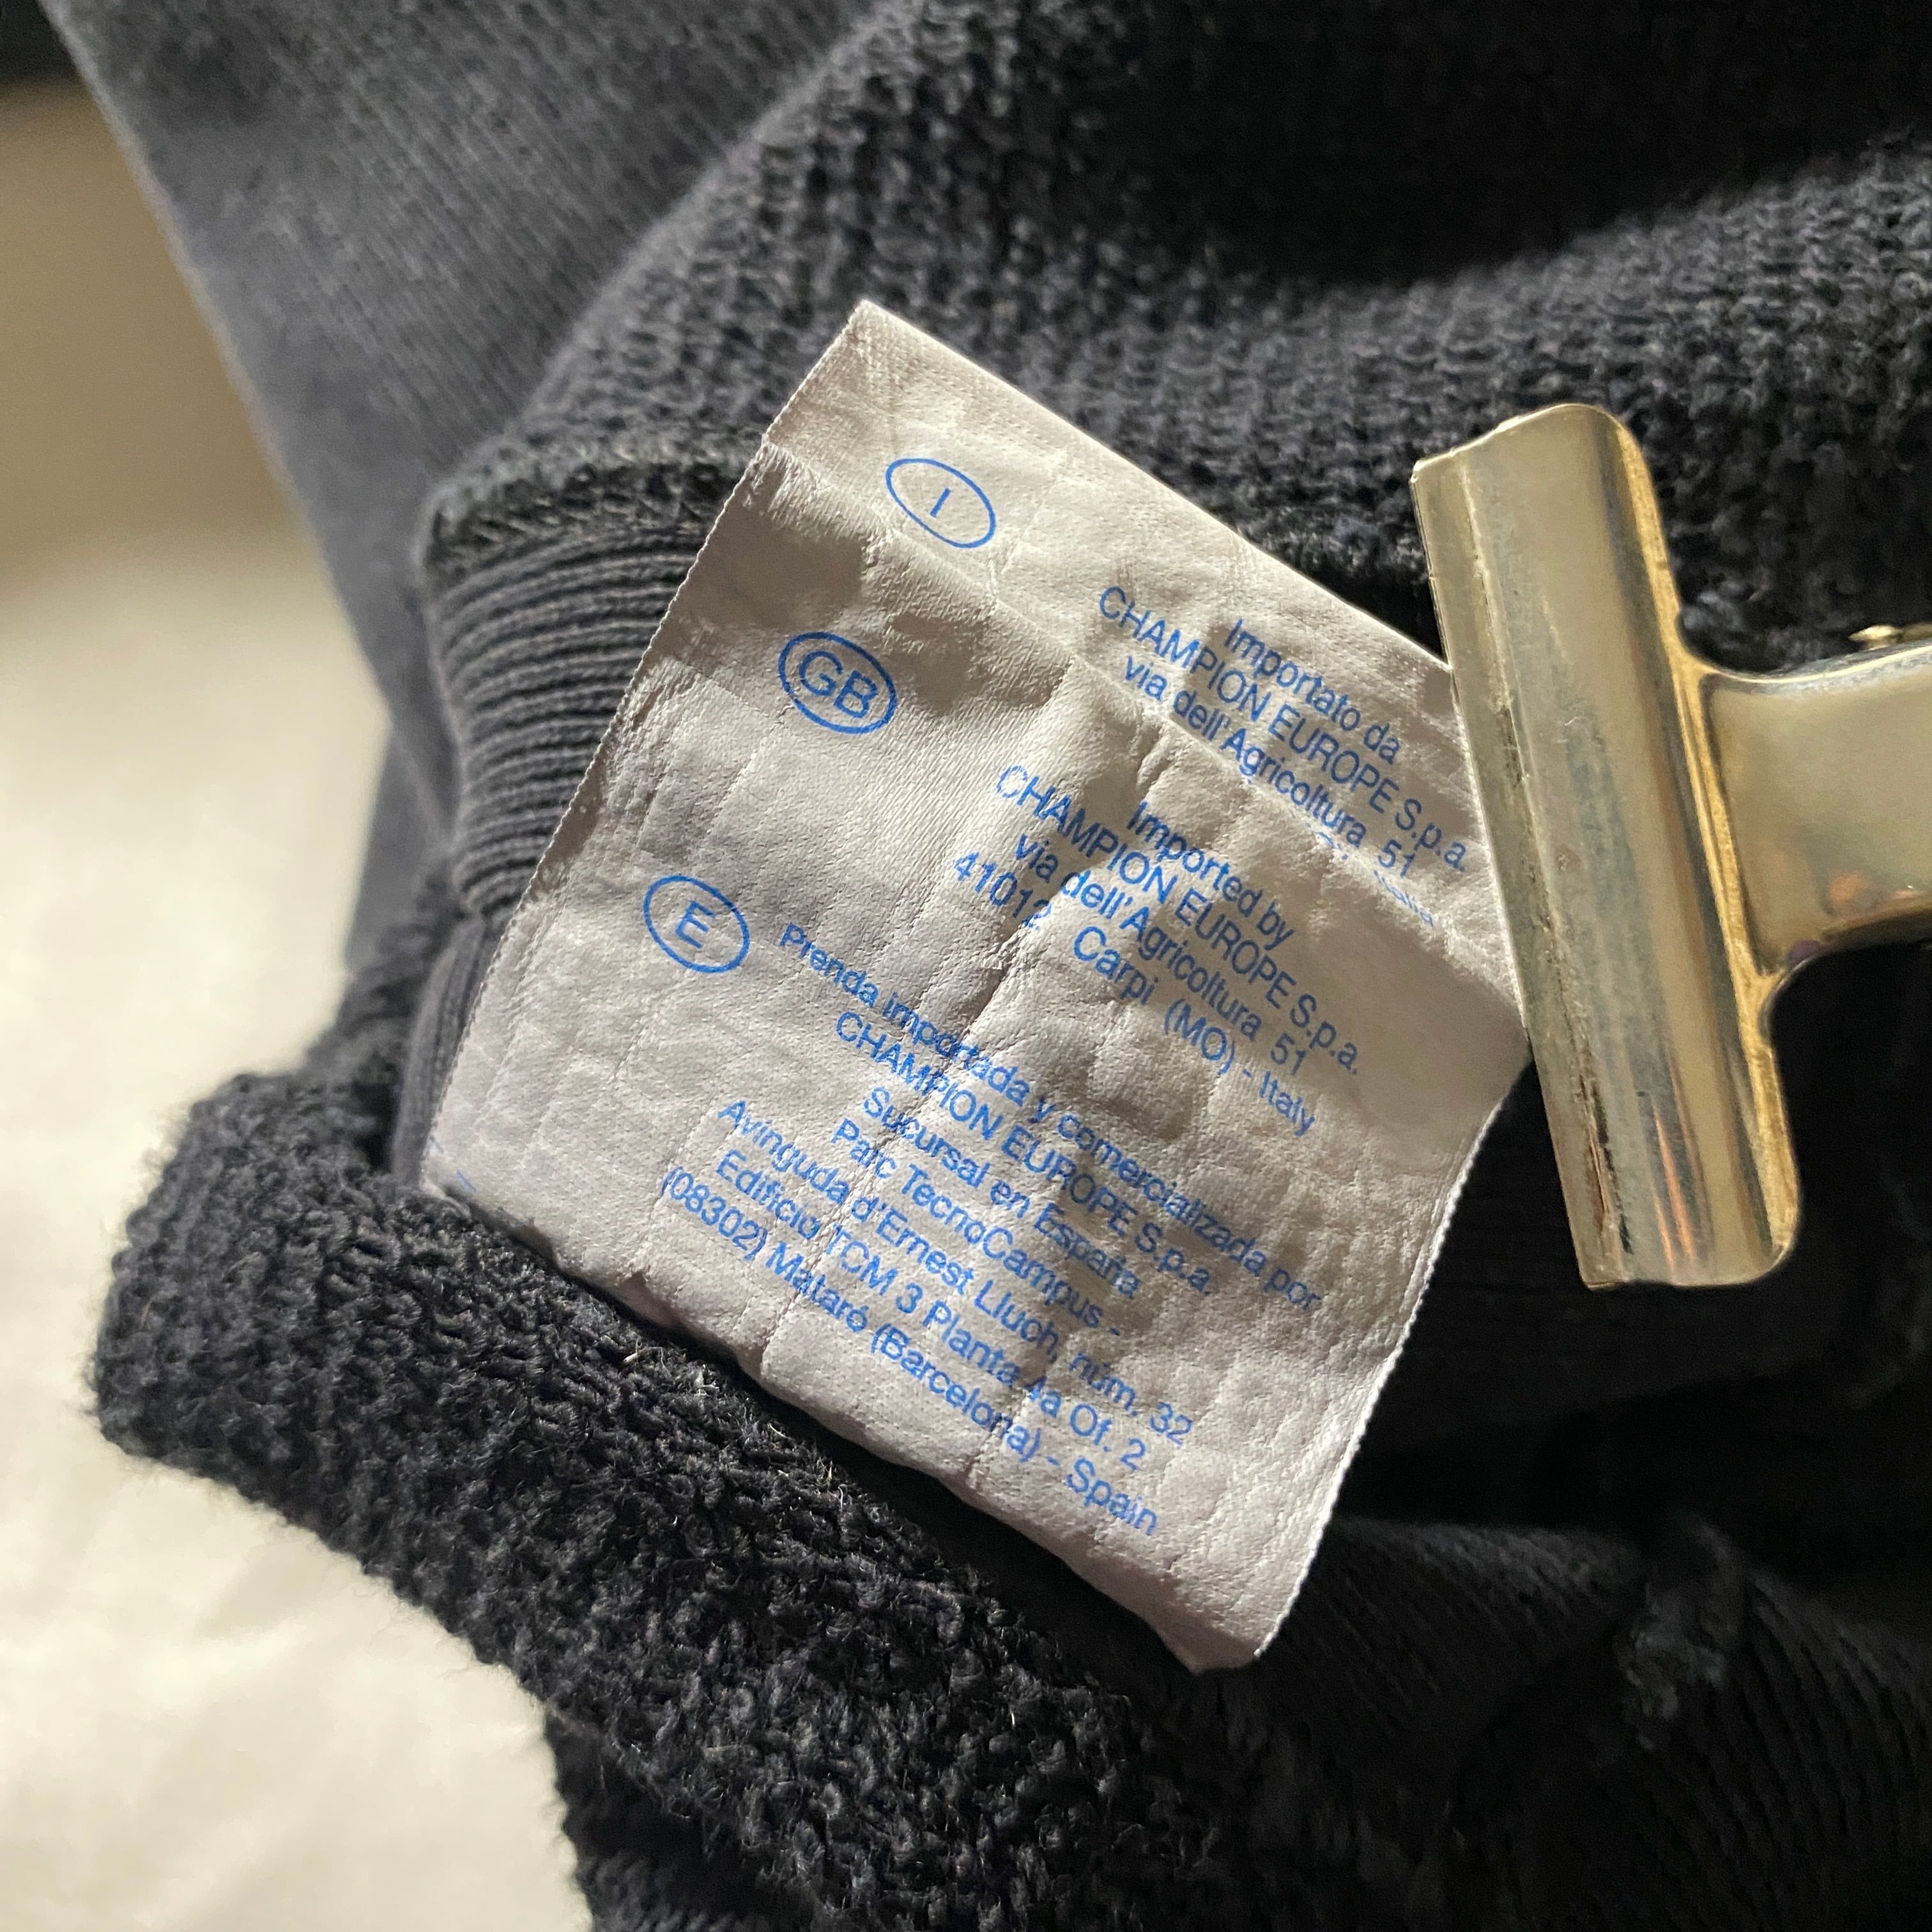 I
Importato da
CHAMPION EUROPE S.p.a.
via dell'Agricoltura 51
GB
Imported by
CHAMPION EUROPE S.p.a.
via dell'Agricoltura 51
41012 Carpi (MO) - Italy
E
Prenda importada y comercializada por
CHAMPION EUROPE S.p.a.
Sucursal en España
Parc TecnoCampus -
Avinguda d'Ernest Lluch, núm. 32
Edificio TCM 3 Planta 4a Of. 2
(08302) Mataró (Barcelona) - Spain